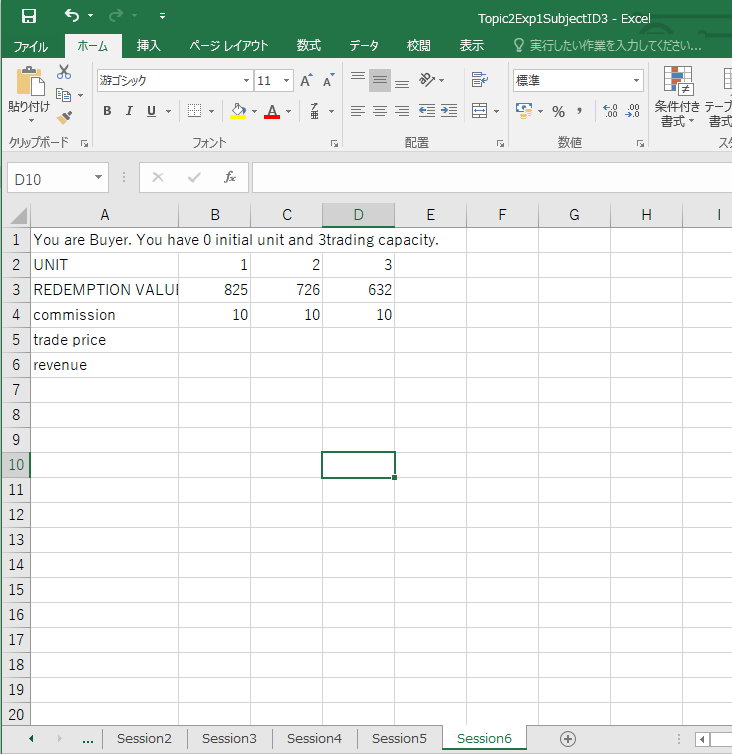 Topic2Exp1SubjectID3 - Excel
ファイル ホーム 挿入 ページ レイアウト 数式 データ 校閲 表示 実行したい作業を入力してください...
貼り付け 游ゴシック 11 A A 標準 条件付き テーブ
B I U A 亜 % , 書式 書式
クリップボード フォント 配置 数値
D10 fx
A B C D E F G H I
1 You are Buyer. You have 0 initial unit and 3trading capacity.
2 UNIT 1 2 3
3 REDEMPTION VALUI 825 726 632
4 commission 10 10 10
5 trade price
6 revenue
7
8
9
10
11
12
13
14
15
16
17
18
19
20
... Session2 Session3 Session4 Session5 Session6